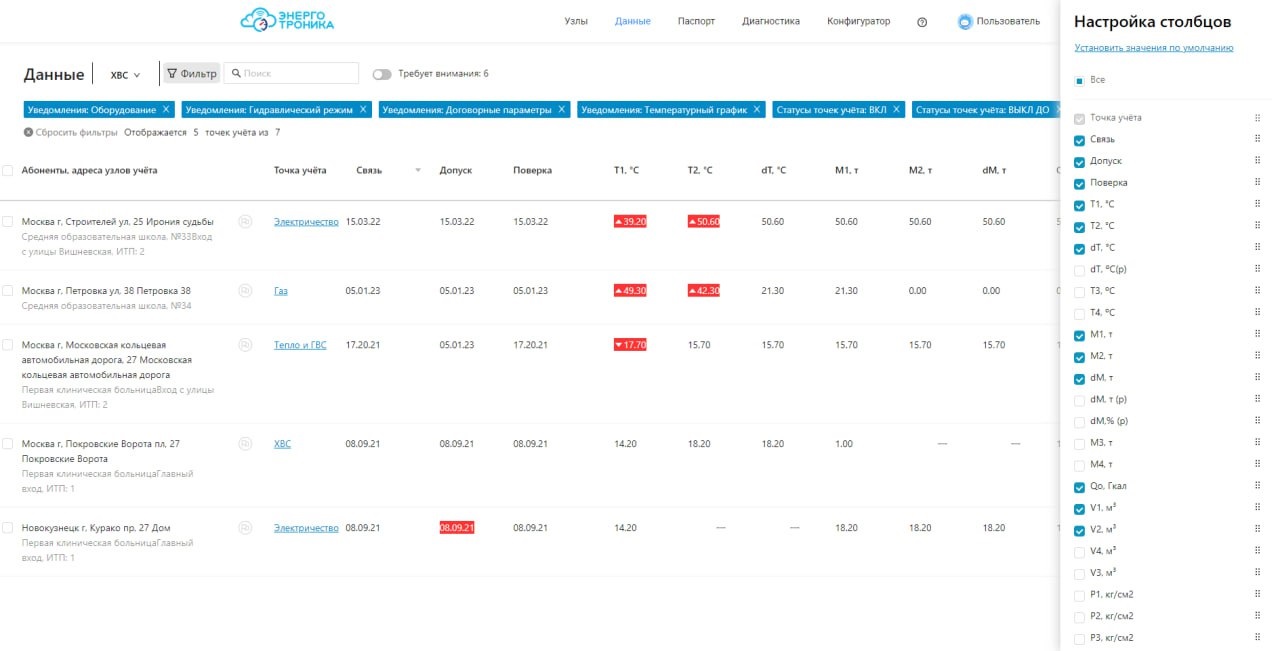 ЭНЕРГО
ТРОНИКА
Узлы
Данные
Паспорт
Диагностика
Конфигуратор
Пользователь
Данные
ХВС
Фильтр
Поиск
Требует внимания: 6
Уведомления: Оборудование
Уведомления: Гидравлический режим
Уведомления: Договорные параметры
Уведомления: Температурный график
Статусы точек учёта: ВКЛ
Статусы точек учёта: ВЫКЛ ДО
Сбросить фильтры Отображается 5 точек учёта из 7
Абоненты, адреса узлов учёта Точка учёта Связь Допуск Поверка T1, °C T2, °C dT, °C M1, т M2, т dM, т
Москва г, Строителей ул, 25 Ирония судьбы Электричество 15.03.22 15.03.22 15.03.22 39.20 50.60 50.60 50.60 50.60 50.60
Средняя образовательная школа, №33Вход
с улицы Вишневская, ИТП: 2
Москва г, Петровка ул, 38 Петровка 38 Газ 05.01.23 05.01.23 05.01.23 49.30 42.30 21.30 21.30 0.00 0.00
Средняя образовательная школа, №34
Москва г, Московская кольцевая Тепло и ГВС 17.20.21 05.01.23 17.20.21 17.70 15.70 15.70 15.70 15.70 15.70
автомобильная дорога, 27 Московская
кольцевая автомобильная дорога
Первая клиническая больницаВход с улицы
Вишневская, ИТП: 2
Москва г, Покровские Ворота пл, 27 ХВС 08.09.21 08.09.21 08.09.21 14.20 18.20 18.20 1.00 — —
Покровские Ворота
Первая клиническая больницаГлавный
вход, ИТП: 1
Новокузнецк г, Курако пр, 27 Дом Электричество 08.09.21 08.09.21 08.09.21 14.20 — — 18.20 18.20 18.20
Первая клиническая больницаГлавный
вход, ИТП: 1
Настройка столбцов
Установить значения по умолчанию
Все
Точка учёта
Связь
Допуск
Поверка
T1, °C
T2, °C
dT, °C
dT, °C(р)
T3, °C
T4, °C
M1, т
M2, т
dM, т
dM, т (р)
dM,% (р)
M3, т
M4, т
Qo, Гкал
V1, м³
V2, м³
V4, м³
V3, м³
P1, кг/см2
P2, кг/см2
P3, кг/см2